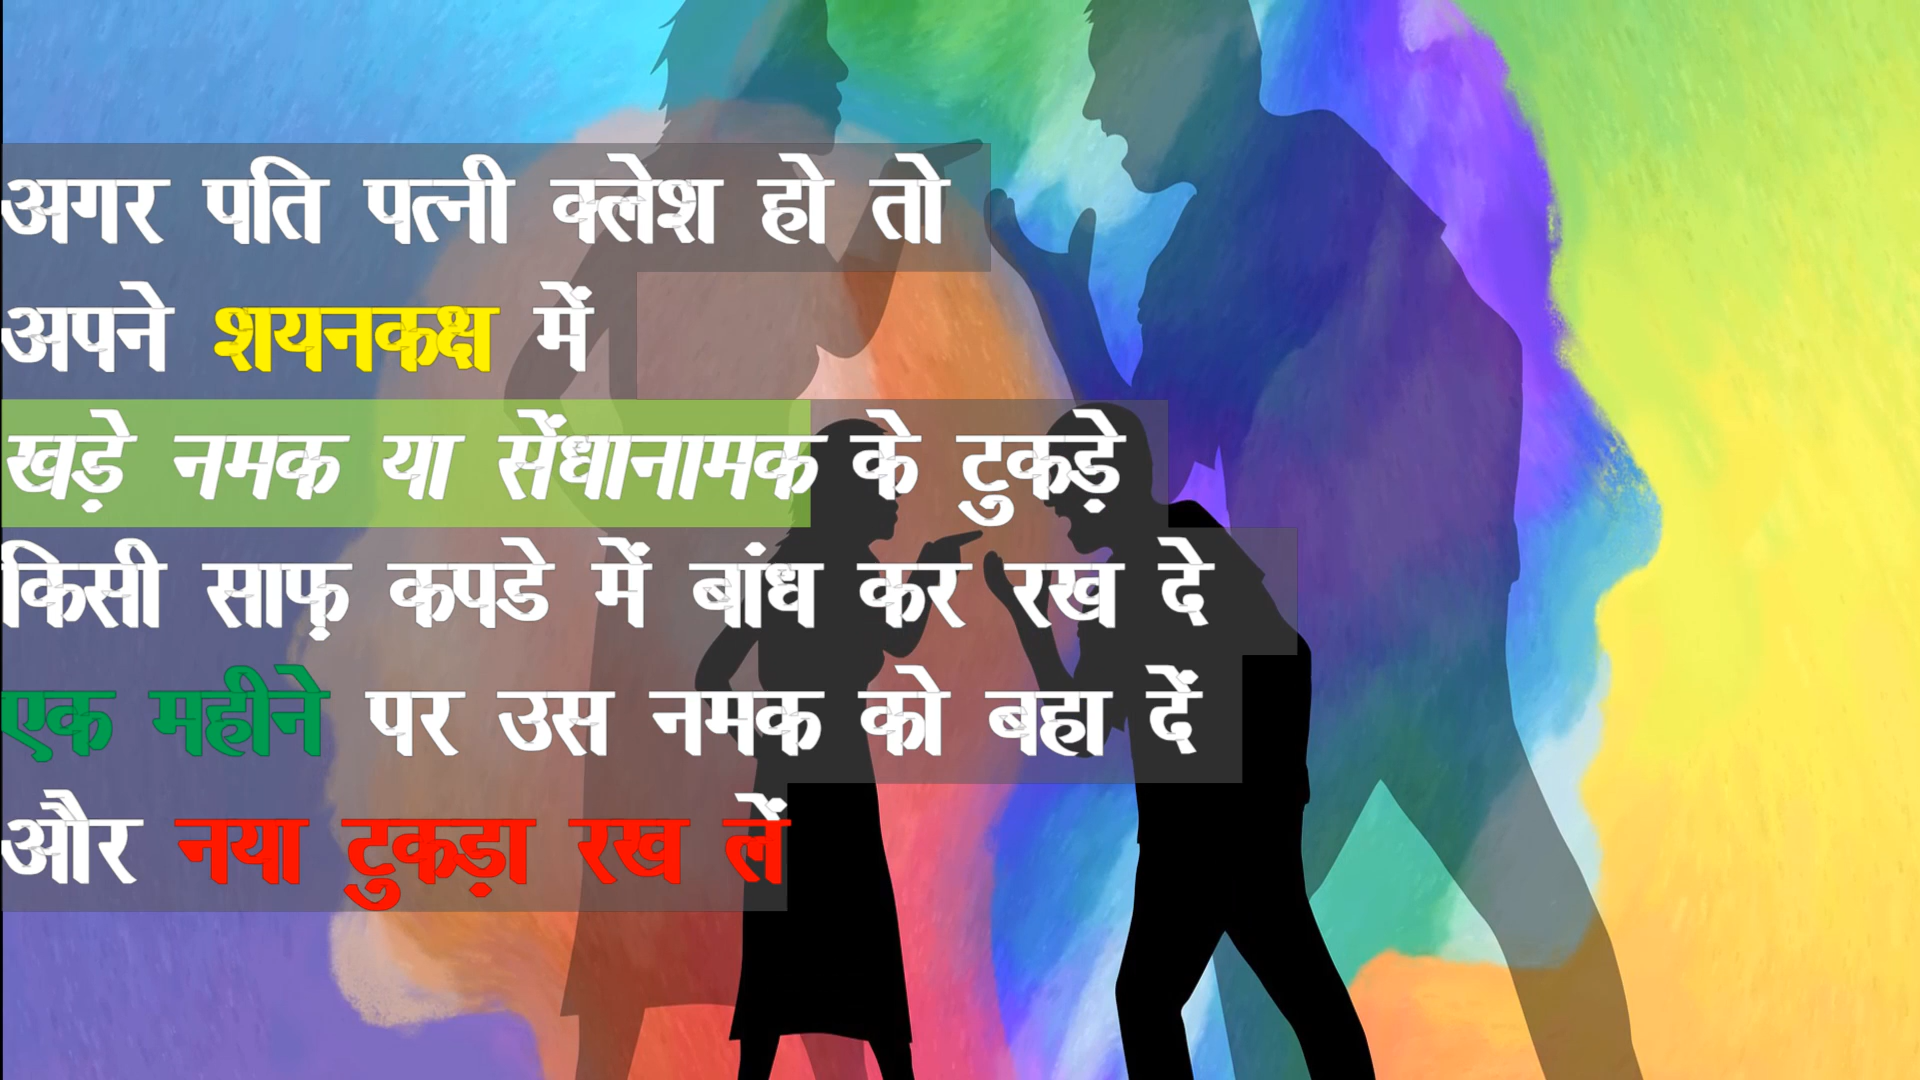 अगर पति पत्नी क्लेश हो तो
अपने शयनकक्ष में
खड़े नमक या सेंधानामक के टुकड़े
किसी साफ़ कपडे में बांध कर रख दे
एक महीने पर उस नमक को बहा दें
और नया टुकड़ा रख लें